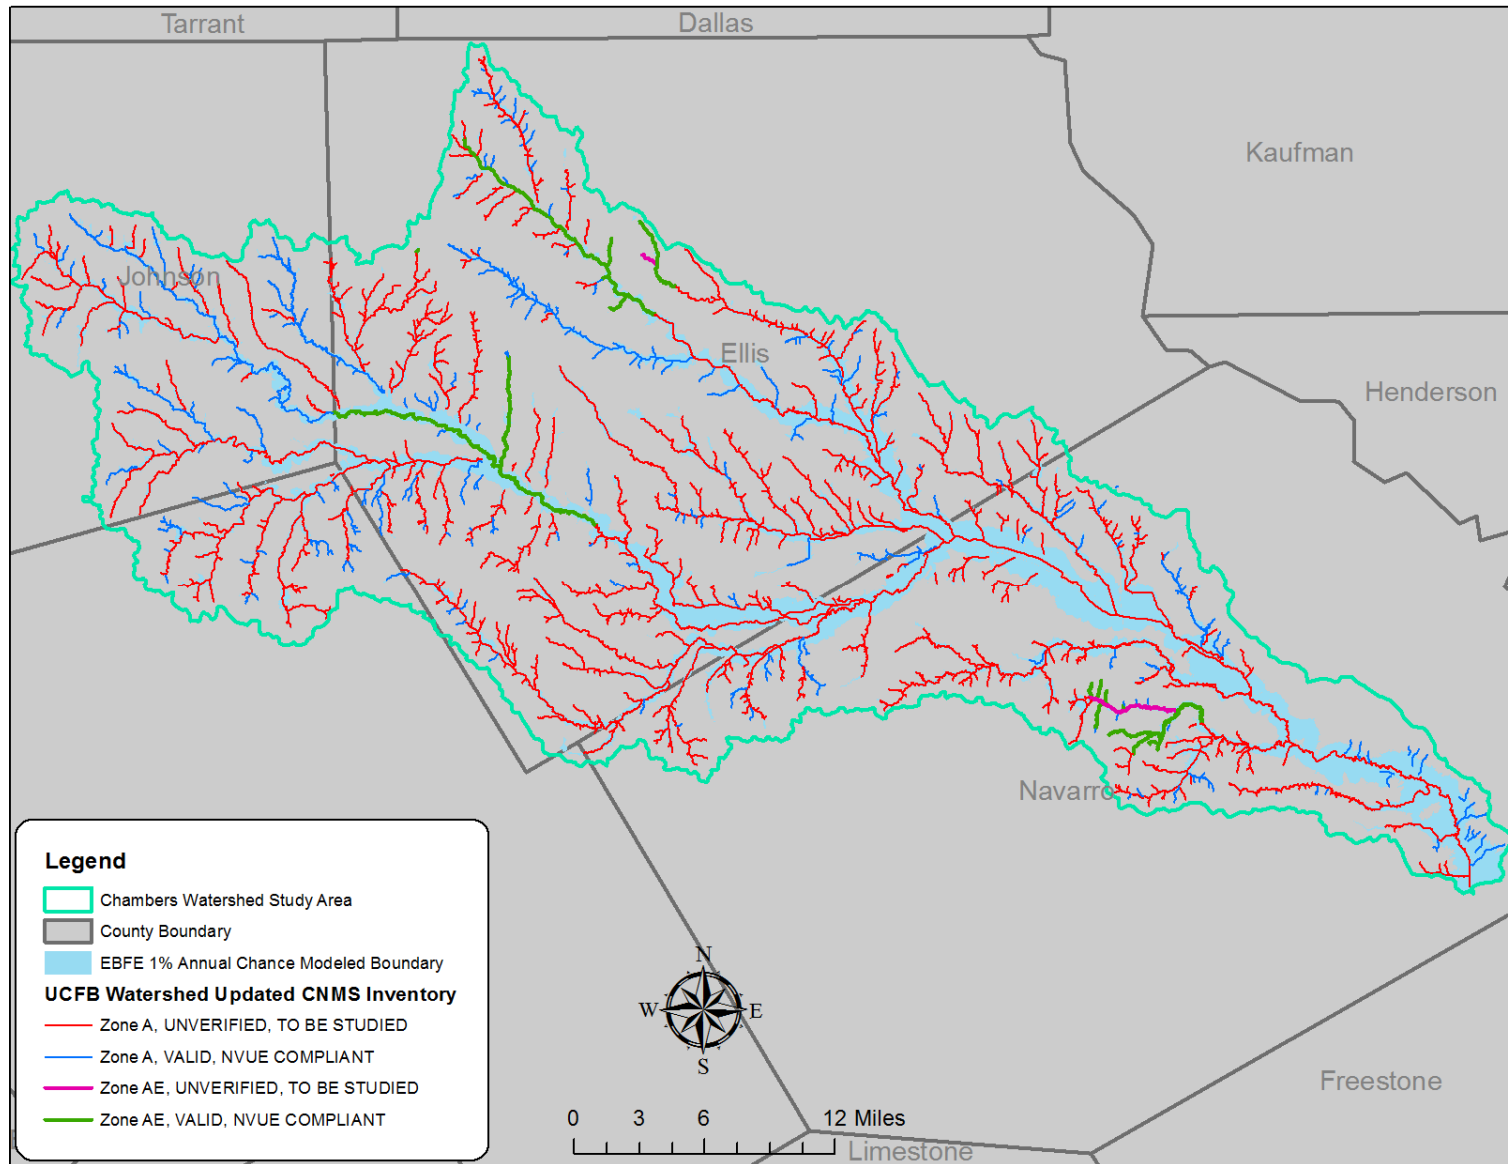 Tarrant
Dallas
Kaufman
Johnson
Ellis
Henderson
Navarro
Legend
Chambers Watershed Study Area
County Boundary
EBFE 1% Annual Chance Modeled Boundary
UCFB Watershed Updated CNMS Inventory
Zone A, UNVERIFIED, TO BE STUDIED
Zone A, VALID, NVUE COMPLIANT
Zone AE, UNVERIFIED, TO BE STUDIED
Zone AE, VALID, NVUE COMPLIANT
N
W E
S
0 3 6 12 Miles
Freestone
Limestone